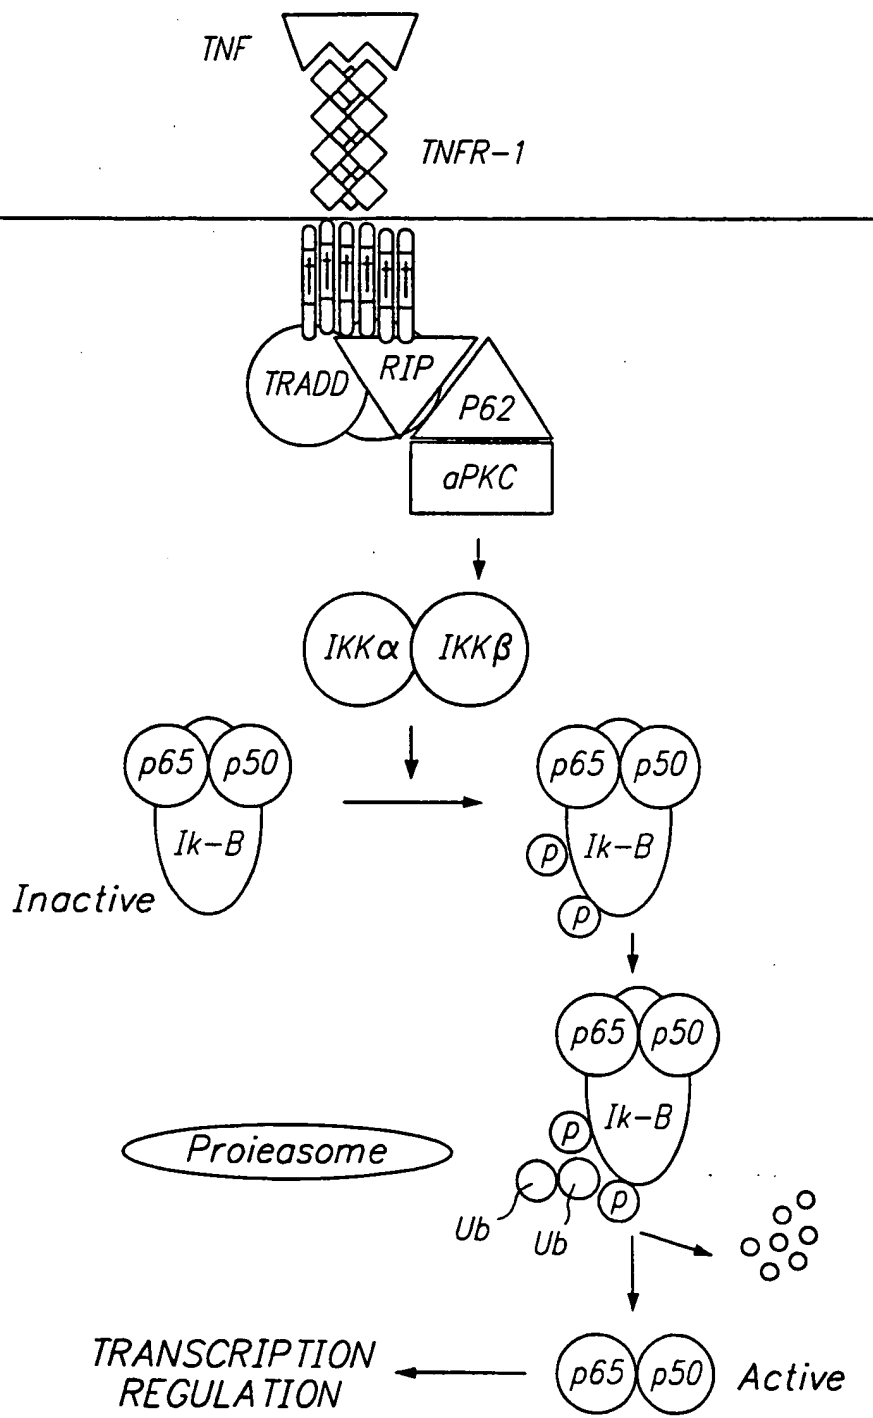 TNF
TNFR-1
TRADD
RIP
P62
aPKC
IKKα
IKKβ
p65
p50
Ik-B
Inactive
p65
p50
Ik-B
p
p
p65
p50
Ik-B
p
p
Ub
Ub
Proieasome
p65
p50
Active
TRANSCRIPTION
REGULATION